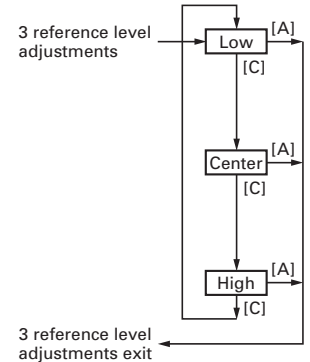 3 reference level
adjustments
Low
[A]
[C]
Center
[A]
[C]
High
[A]
[C]
3 reference level
adjustments exit